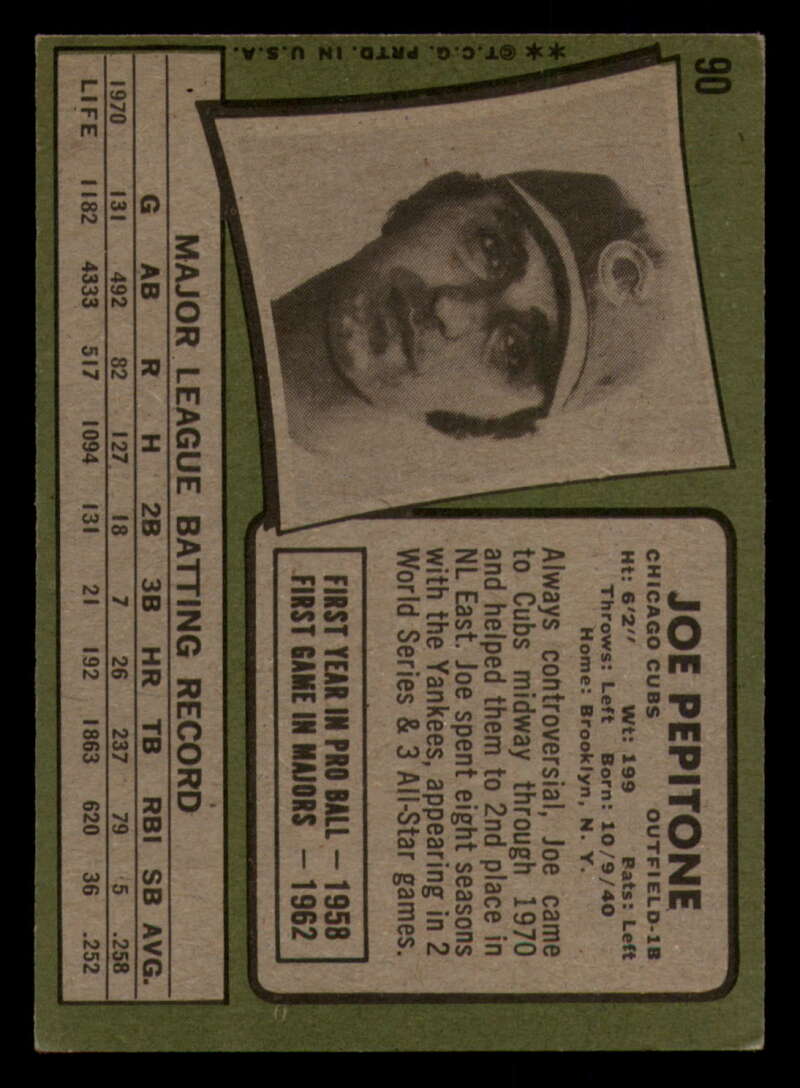 90
**©T.C.G. PRTD. IN U.S.A.
C
JOE PEPITONE
CHICAGO CUBS OUTFIELD-1B
Ht: 6'2" Wt: 199 Bats: Left
Throws: Left Born: 10/9/40
Home: Brooklyn, N. Y.
Always controversial, Joe came
to Cubs midway through 1970
and helped them to 2nd place in
NL East. Joe spent eight seasons
with the Yankees, appearing in 2
World Series & 3 All-Star games.
FIRST YEAR IN PRO BALL — 1958
FIRST GAME IN MAJORS — 1962
MAJOR LEAGUE BATTING RECORD
G AB R H 2B 3B HR TB RBI SB AVG.
1970 131 492 82 127 18 7 26 237 79 5 .258
LIFE 1182 4333 517 1094 131 21 192 1863 620 36 .252